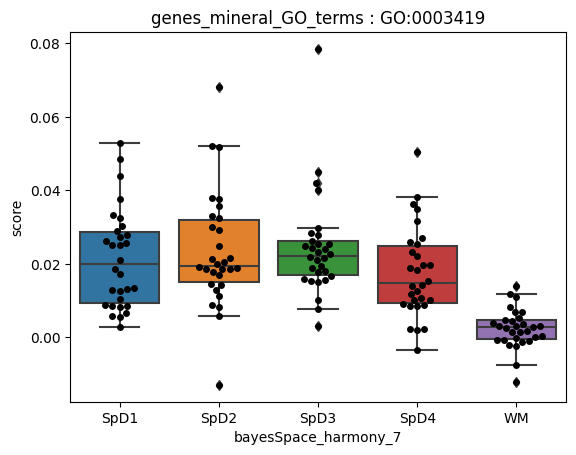 genes_mineral_GO_terms : GO:0003419
score
0.08
0.06
0.04
0.02
0.00
SpD1 SpD2 SpD3 SpD4 WM
bayesSpace_harmony_7